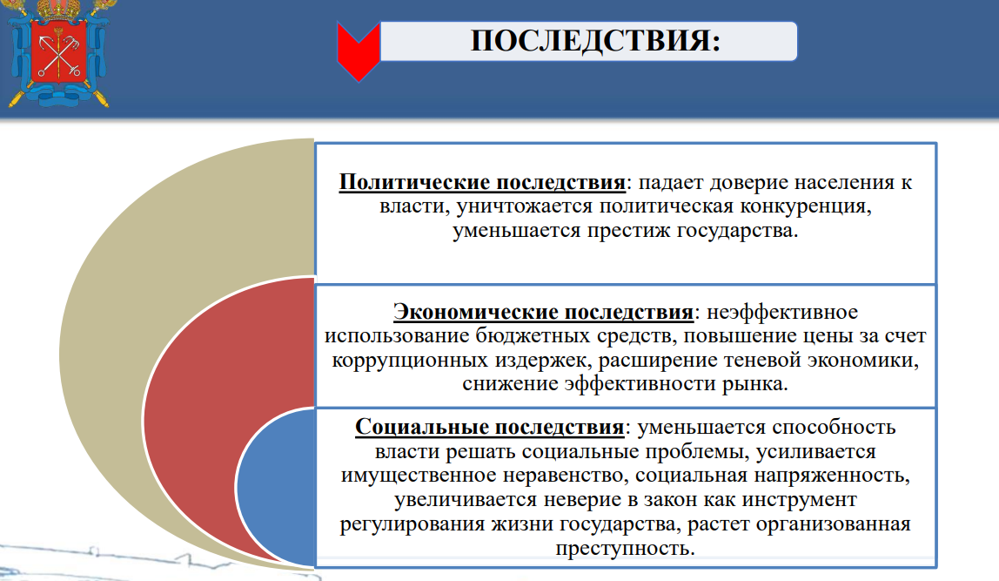 ПОСЛЕДСТВИЯ:
Политические последствия: падает доверие населения к
власти, уничтожается политическая конкуренция,
уменьшается престиж государства.
Экономические последствия: неэффективное
использование бюджетных средств, повышение цены за счет
коррупционных издержек, расширение теневой экономики,
снижение эффективности рынка.
Социальные последствия: уменьшается способность
власти решать социальные проблемы, усиливается
имущественное неравенство, социальная напряженность,
увеличивается неверие в закон как инструмент
регулирования жизни государства, растет организованная
преступность.